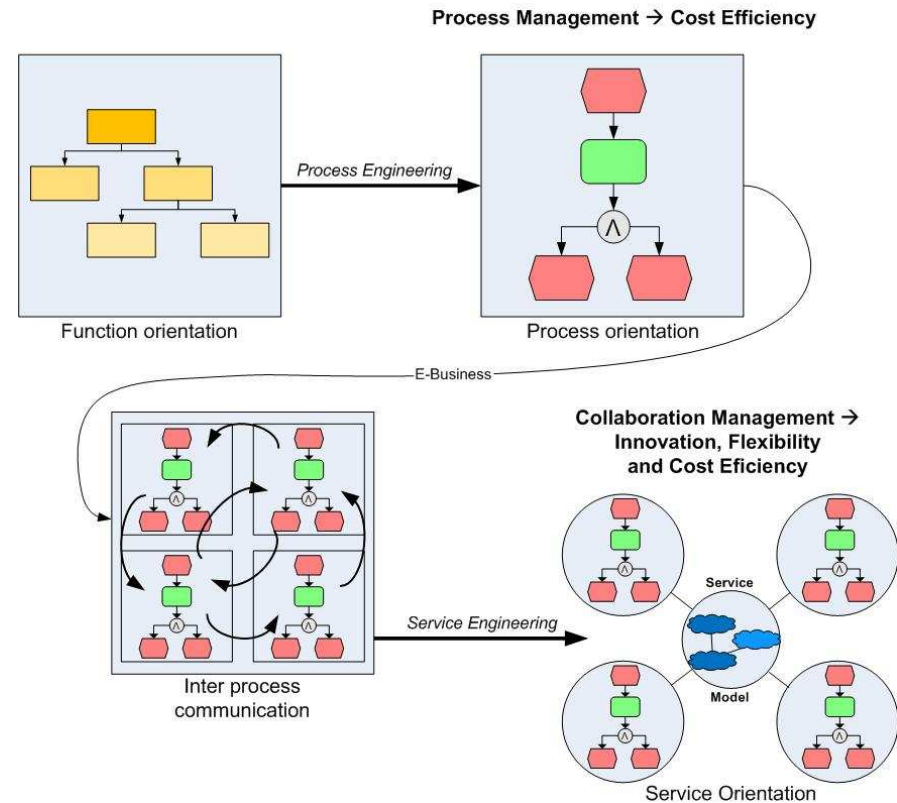 Process Management → Cost Efficiency
Process Engineering
Λ
Function orientation
Process orientation
E-Business
Collaboration Management →
Innovation, Flexibility
and Cost Eficiency
Λ
Λ
Λ
Λ
Service Engineering
Inter process
communication
Λ
Λ
Service
Model
Λ
Λ
Service Orientation